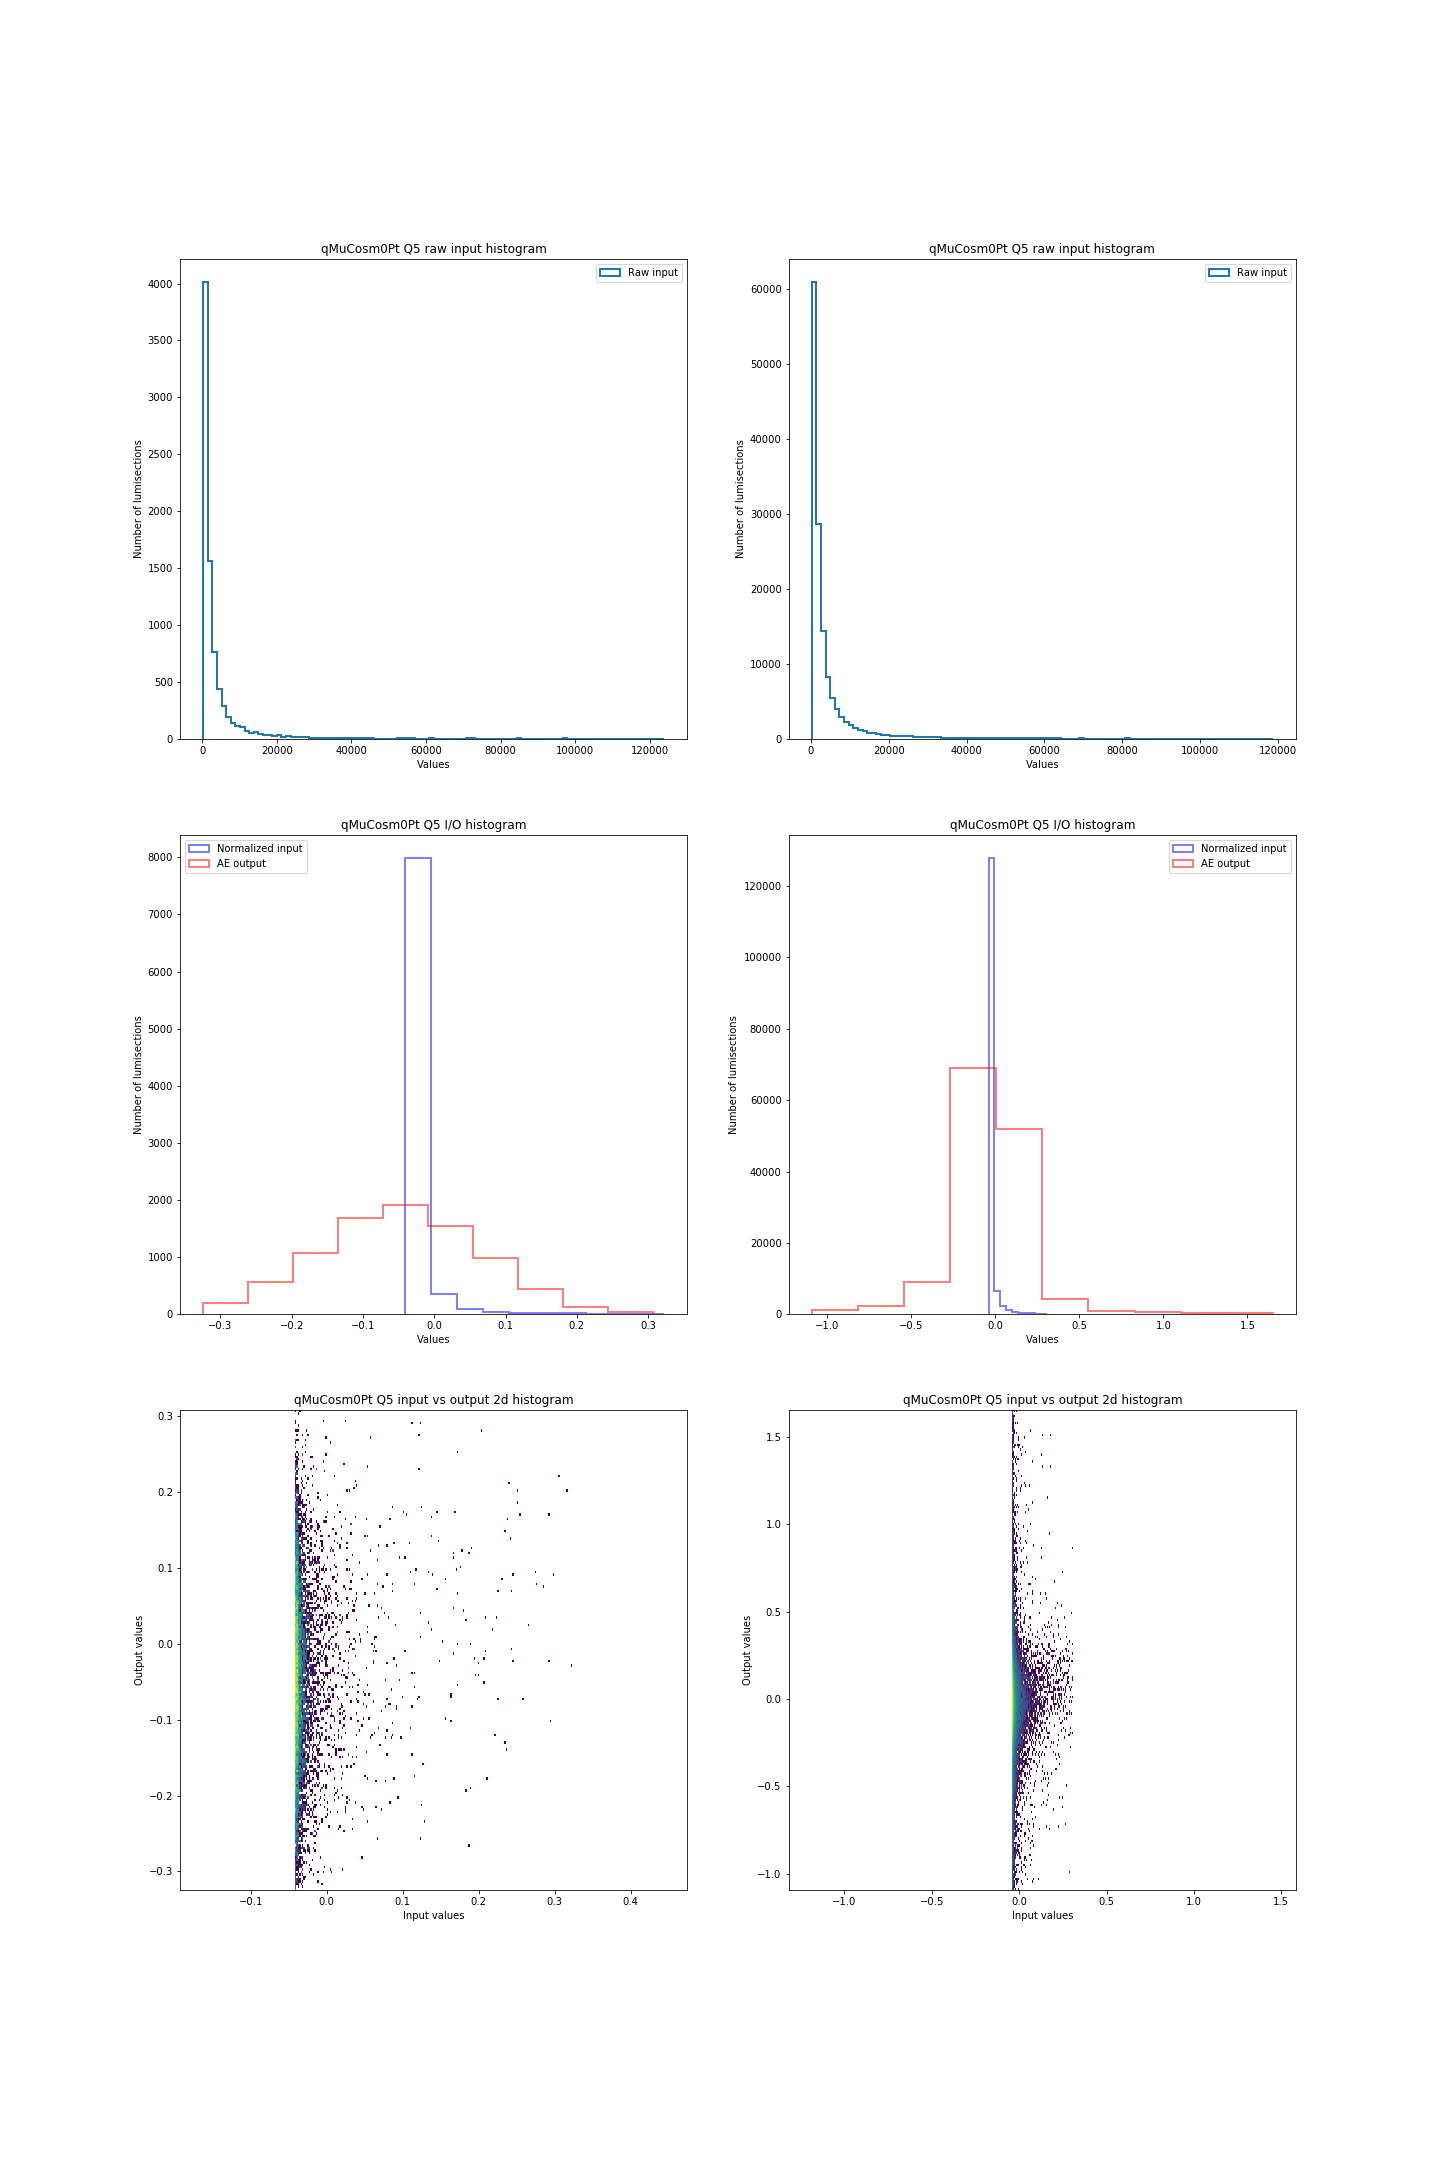 qMuCosm0Pt Q5 raw input histogram
Raw input
4000
3500
3000
2500
2000
1500
1000
500
0
Number of lumisections
0 20000 40000 60000 80000 100000 120000
Values
qMuCosm0Pt Q5 raw input histogram
Raw input
60000
50000
40000
30000
20000
10000
0
Number of lumisections
0 20000 40000 60000 80000 100000 120000
Values
qMuCosm0Pt Q5 I/O histogram
Normalized input
AE output
8000
7000
6000
5000
4000
3000
2000
1000
0
Number of lumisections
−0.3 −0.2 −0.1 0.0 0.1 0.2 0.3
Values
qMuCosm0Pt Q5 I/O histogram
Normalized input
AE output
120000
100000
80000
60000
40000
20000
0
Number of lumisections
−1.0 −0.5 0.0 0.5 1.0 1.5
Values
qMuCosm0Pt Q5 input vs output 2d histogram
0.3
0.2
0.1
0.0
−0.1
−0.2
−0.3
Output values
−0.1 0.0 0.1 0.2 0.3 0.4
Input values
qMuCosm0Pt Q5 input vs output 2d histogram
1.5
1.0
0.5
0.0
−0.5
−1.0
Output values
−1.0 −0.5 0.0 0.5 1.0 1.5
Input values